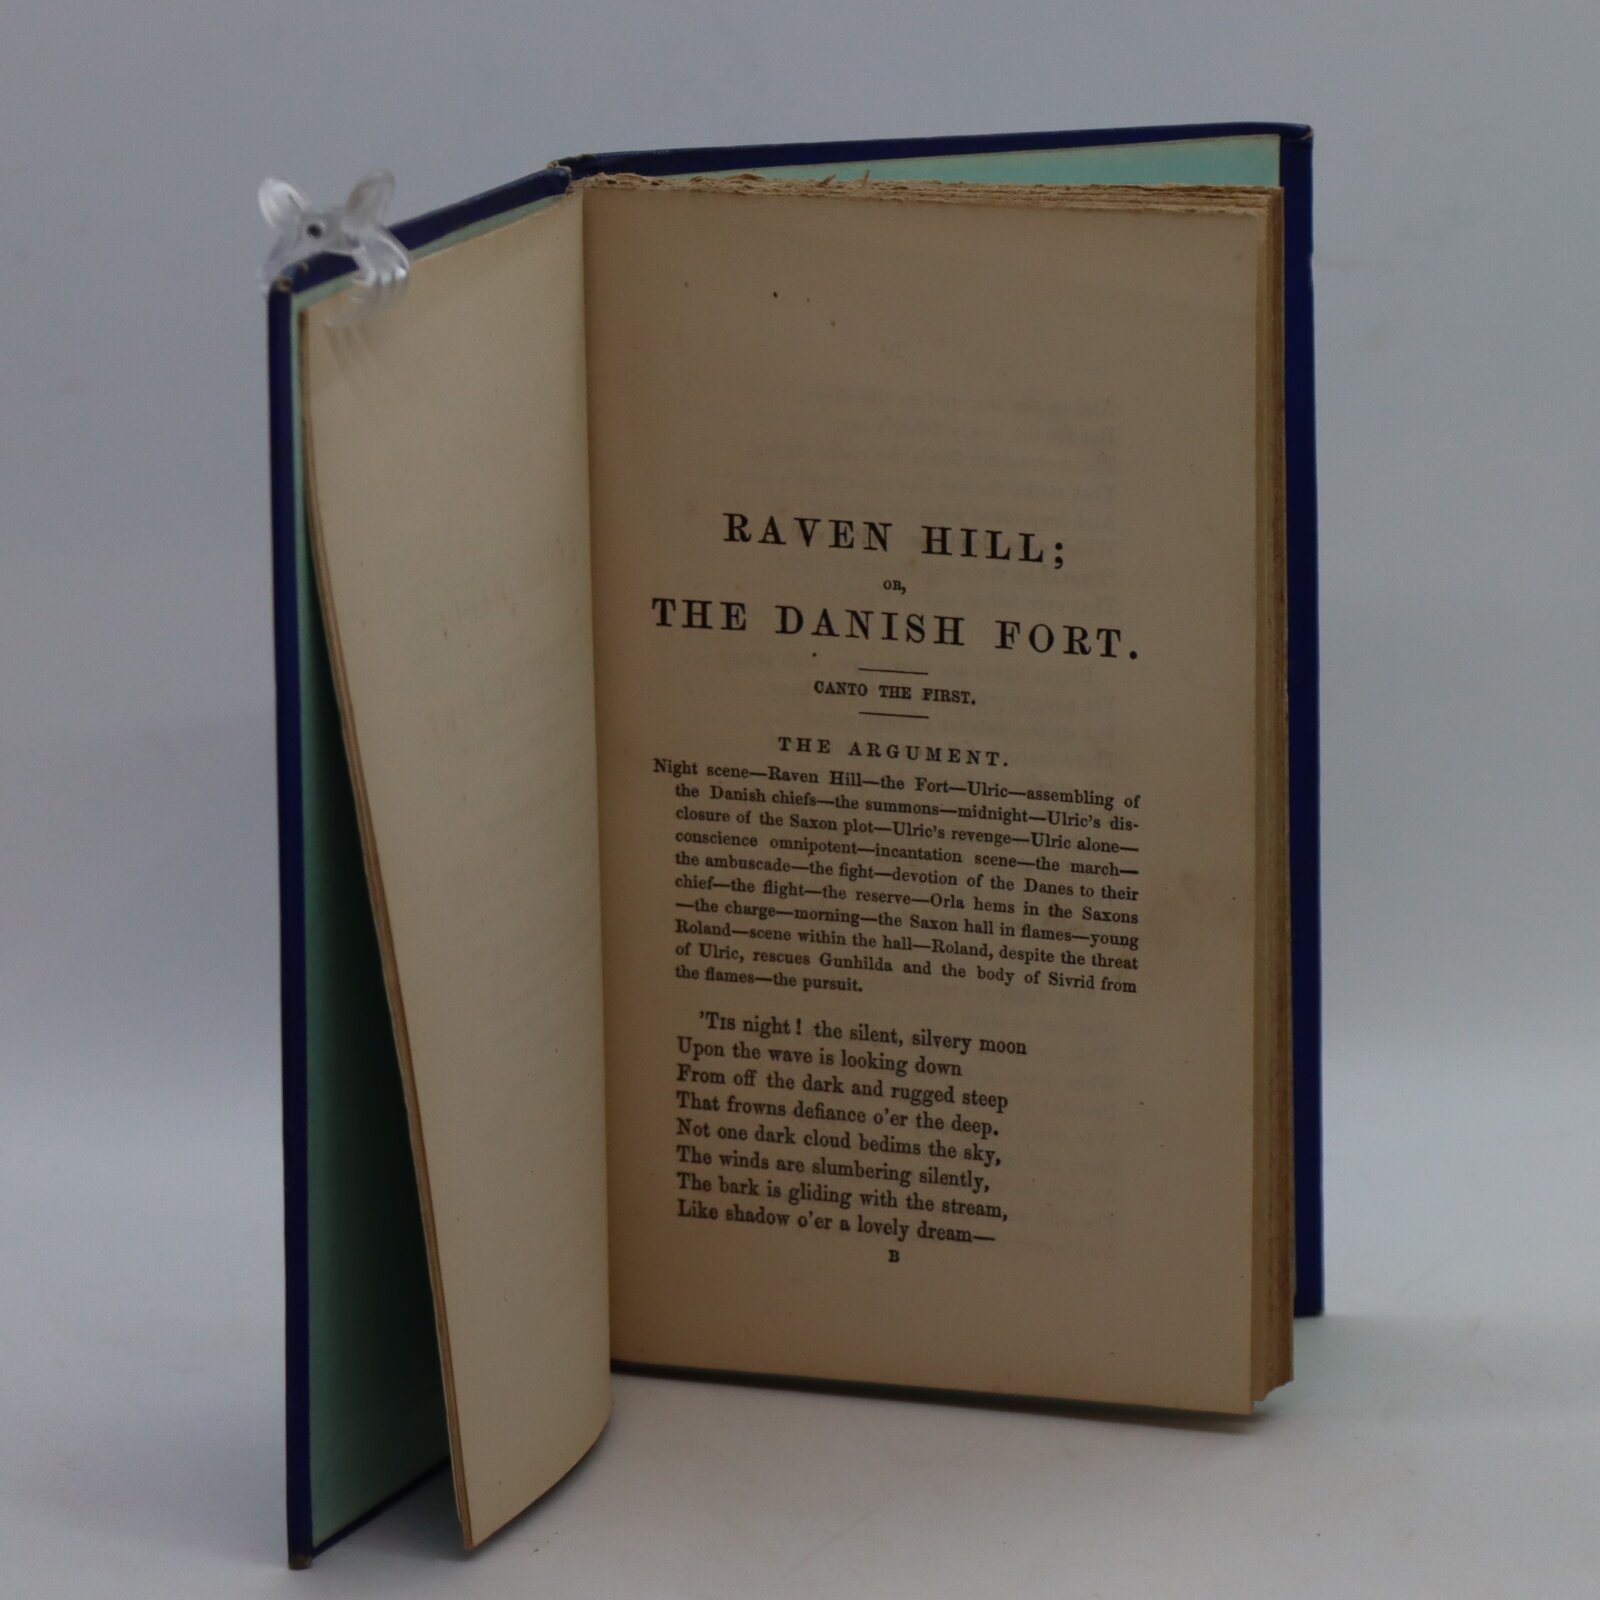 RAVEN HILL;
OR,
THE DANISH FORT.
CANTO THE FIRST.
THE ARGUMENT.
Night scene—Raven Hill—the Fort—Ulric—assembling of
the Danish chiefs—the summons—midnight—Ulric's dis-
closure of the Saxon plot—Ulric's revenge—Ulric alone—
conscience omnipotent—incantation scene—the march—
the ambuscade—the fight—devotion of the Danes to their
chief—the flight—the reserve—Orla hems in the Saxons
—the charge—morning—the Saxon hall in flames—young
Roland—scene within the hall—Roland, despite the threat
of Ulric, rescues Gunhilda and the body of Sivrid from
the flames—the pursuit.
'Tis night! the silent, silvery moon
Upon the wave is looking down
From off the dark and rugged steep
That frowns defiance o'er the deep.
Not one dark cloud bedims the sky,
The winds are slumbering silently,
The bark is gliding with the stream,
Like shadow o'er a lovely dream—
B